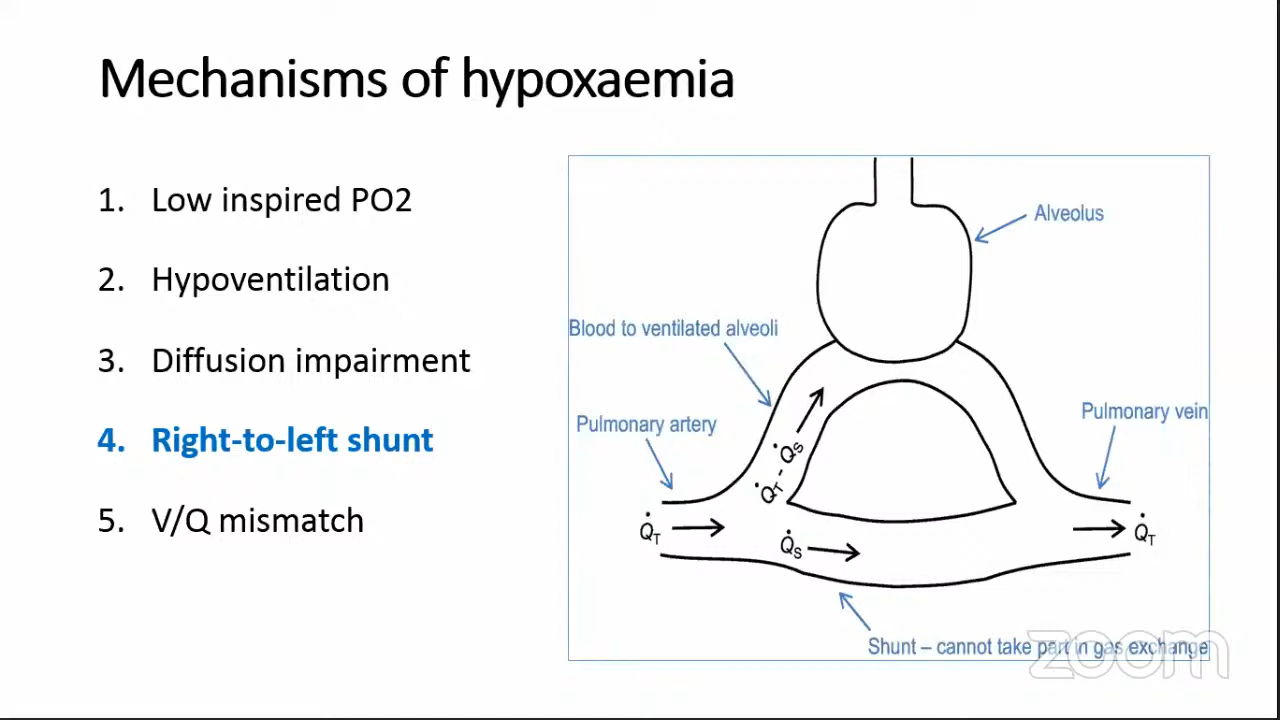 Mechanisms of hypoxaemia
1. Low inspired PO2
2. Hypoventilation
3. Diffusion impairment
4. Right-to-left shunt
5. V/Q mismatch
Alveolus
Blood to ventilated alveoli
Pulmonary artery
Pulmonary vein
Q̇T - Q̇S
Q̇T
Q̇S
Q̇T
Shunt – cannot take part in gas exchange
zoom